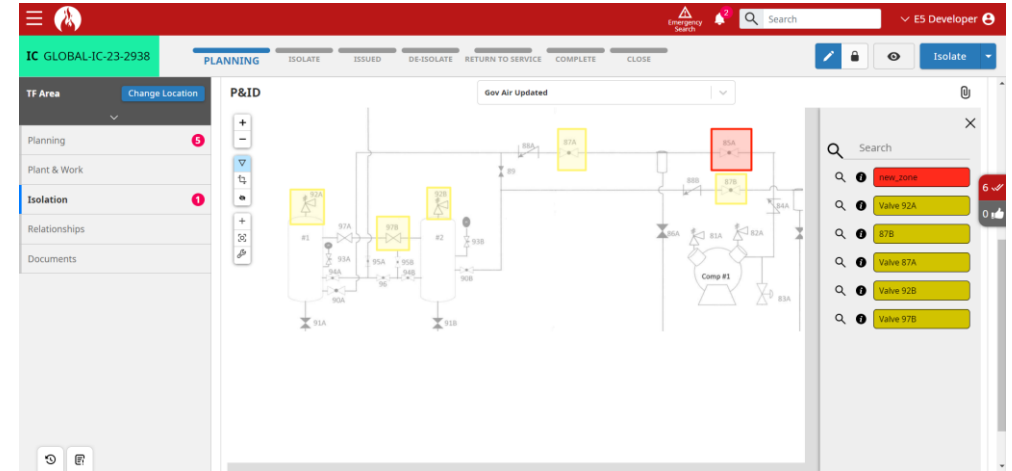 Emergency
Search
2
Search
E5 Developer
IC GLOBAL-IC-23-2938
PLANNING
ISOLATE
ISSUED
DE-ISOLATE
RETURN TO SERVICE
COMPLETE
CLOSE
Isolate
TF Area
Change Location
Planning
5
Plant & Work
Isolation
1
Relationships
Documents
P&ID
Gov Air Updated
88A
87A
85A
89
88B
87B
84A
92A
92B
97A
97B
#1
#2
93B
86A
81A
82A
93A
95A
95B
94A
94B
96
90B
90A
Comp #1
83A
91A
91B
Search
new_zone
Valve 92A
87B
Valve 87A
Valve 92B
Valve 97B
6
0